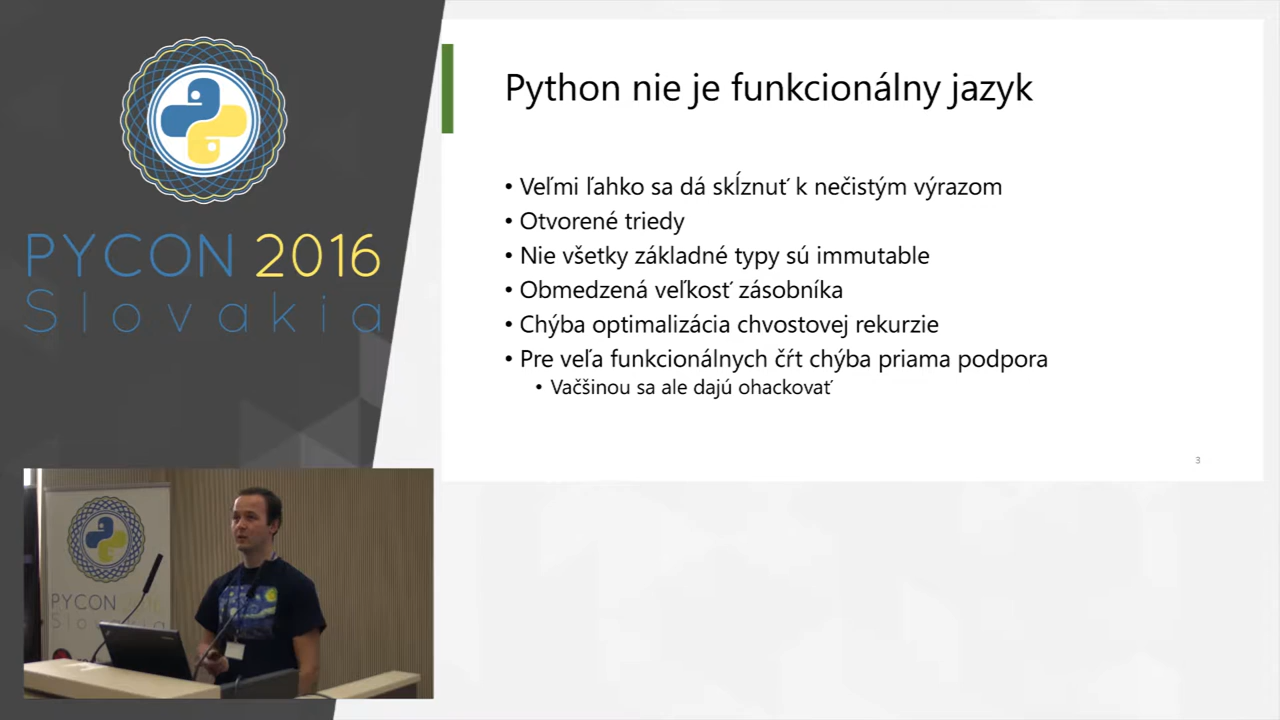 PYCON 2016
Slovakia
Python nie je funkcionálny jazyk
• Veľmi ľahko sa dá skĺznuť k nečistým výrazom
• Otvorené triedy
• Nie všetky základné typy sú immutable
• Obmedzená veľkosť zásobníka
• Chýba optimalizácia chvostovej rekurzie
• Pre veľa funkcionálnych čŕt chýba priama podpora
• Vačšinou sa ale dajú ohackovať
3
PYCON